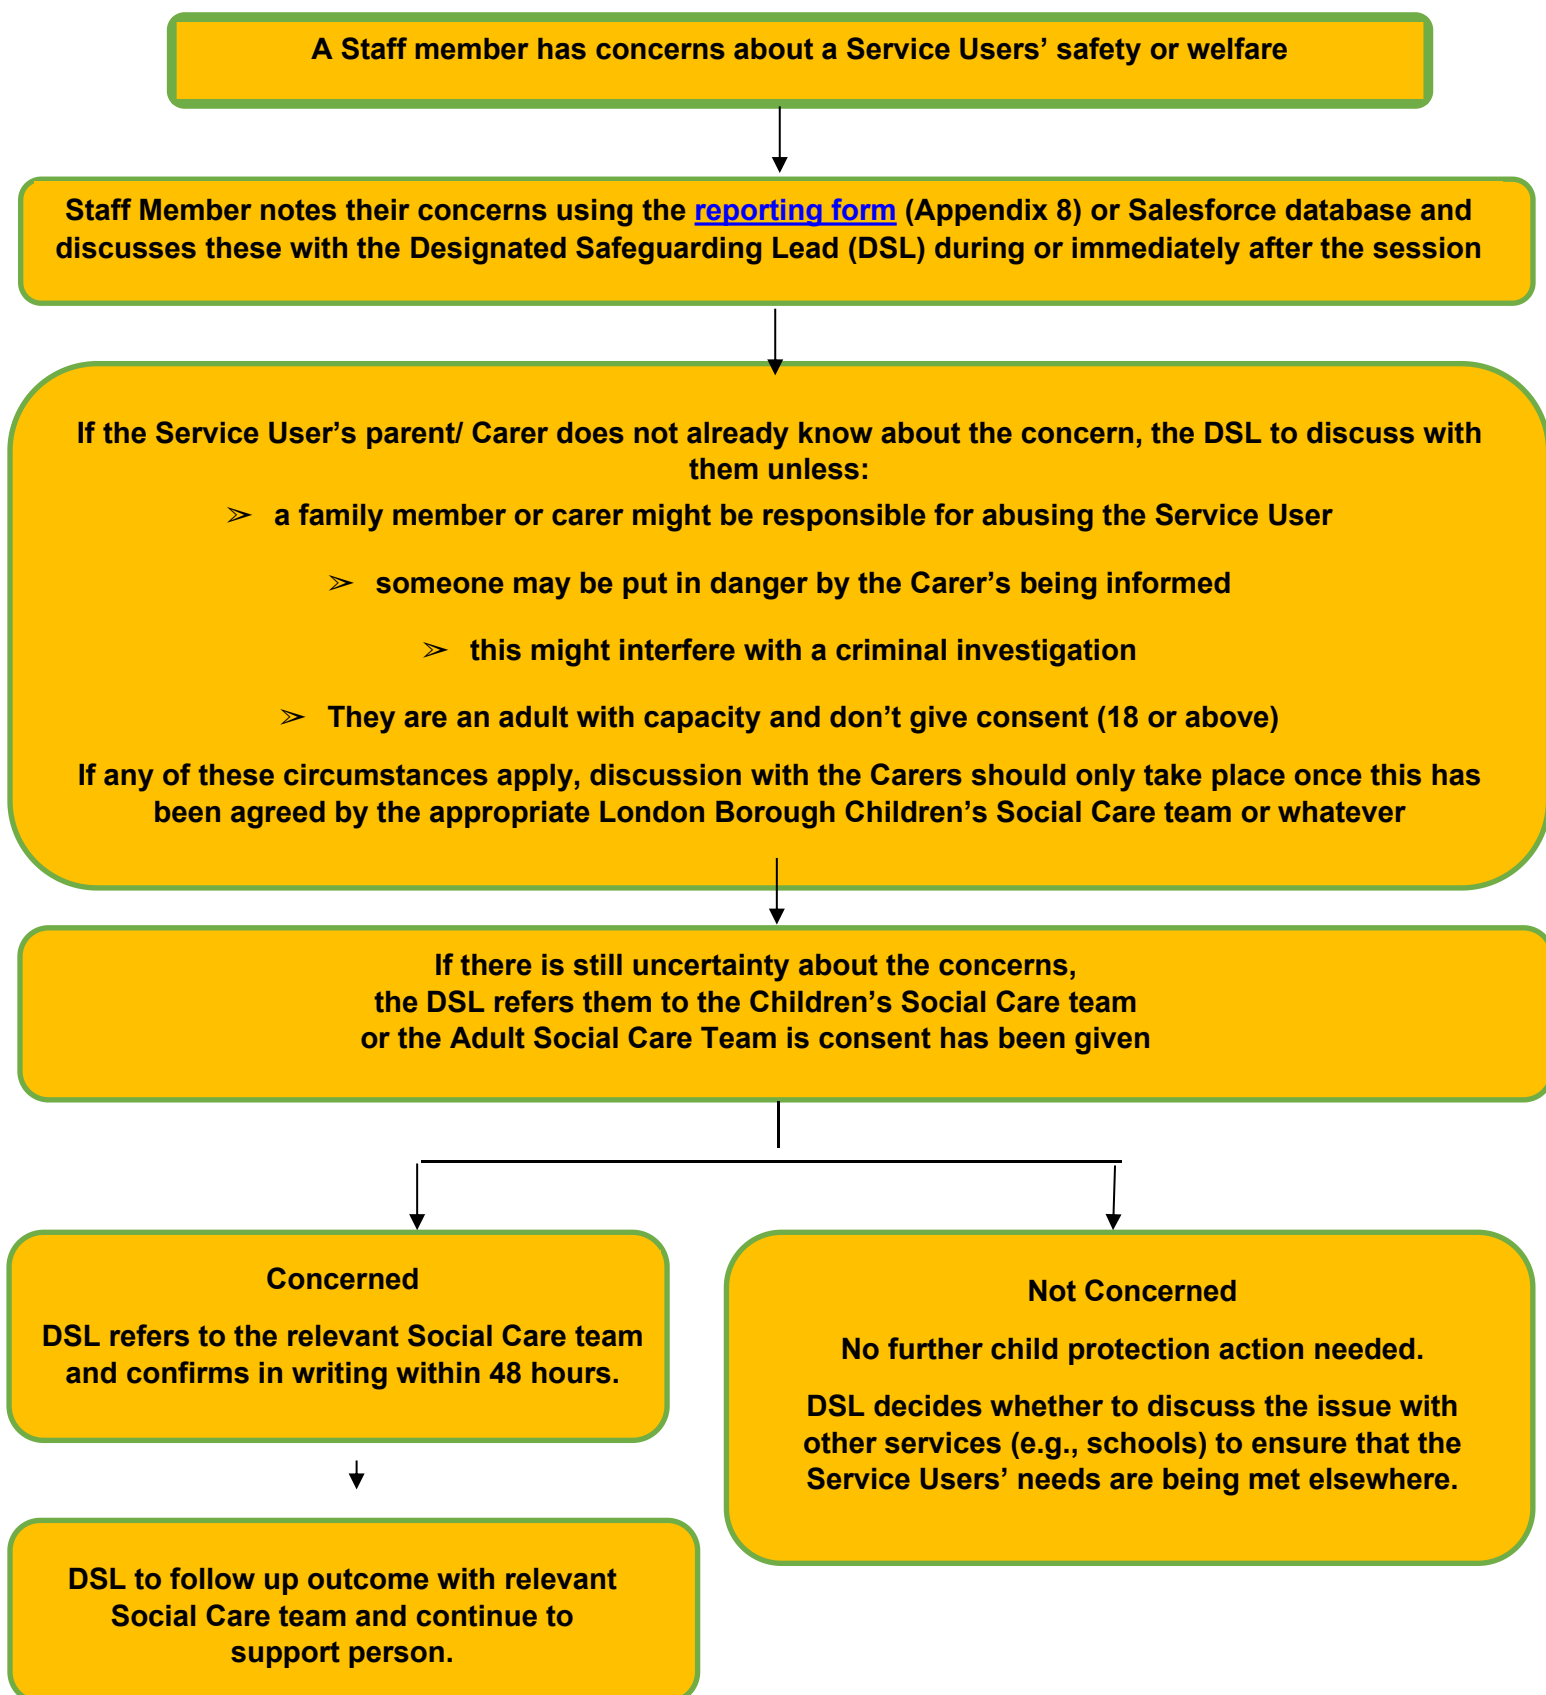 A Staff member has concerns about a Service Users’ safety or welfare
Staff Member notes their concerns using the reporting form (Appendix 8) or Salesforce database and
discusses these with the Designated Safeguarding Lead (DSL) during or immediately after the session
If the Service User’s parent/ Carer does not already know about the concern, the DSL to discuss with
them unless:
➢ a family member or carer might be responsible for abusing the Service User
➢ someone may be put in danger by the Carer’s being informed
➢ this might interfere with a criminal investigation
➢ They are an adult with capacity and don’t give consent (18 or above)
If any of these circumstances apply, discussion with the Carers should only take place once this has
been agreed by the appropriate London Borough Children’s Social Care team or whatever
If there is still uncertainty about the concerns,
the DSL refers them to the Children’s Social Care team
or the Adult Social Care Team is consent has been given
Concerned
DSL refers to the relevant Social Care team
and confirms in writing within 48 hours.
Not Concerned
No further child protection action needed.
DSL decides whether to discuss the issue with
other services (e.g., schools) to ensure that the
Service Users’ needs are being met elsewhere.
DSL to follow up outcome with relevant
Social Care team and continue to
support person.